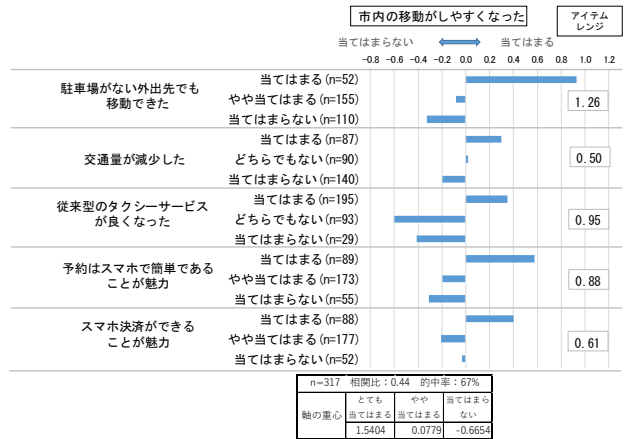 市内の移動がしやすくなった
アイテム
レンジ
当てはまらない 当てはまる
-0.8 -0.6 -0.4 -0.2 0.0 0.2 0.4 0.6 0.8 1.0 1.2
駐車場がない外出先でも
移動できた
当てはまる(n=52)
やや当てはまる(n=155)
当てはまらない(n=110)
1.26
交通量が減少した
当てはまる(n=87)
どちらでもない(n=90)
当てはまらない(n=140)
0.50
従来型のタクシーサービス
が良くなった
当てはまる(n=195)
どちらでもない(n=93)
当てはまらない(n=29)
0.95
予約はスマホで簡単である
ことが魅力
当てはまる(n=89)
やや当てはまる(n=173)
当てはまらない(n=55)
0.88
スマホ決済ができる
ことが魅力
当てはまる(n=88)
やや当てはまる(n=177)
当てはまらない(n=52)
0.61
n=317 相関比：0.44 的中率：67%
軸の重心
とても
当てはまる
やや
当てはまる
当てはまら
ない
1.5404 0.0779 -0.6654